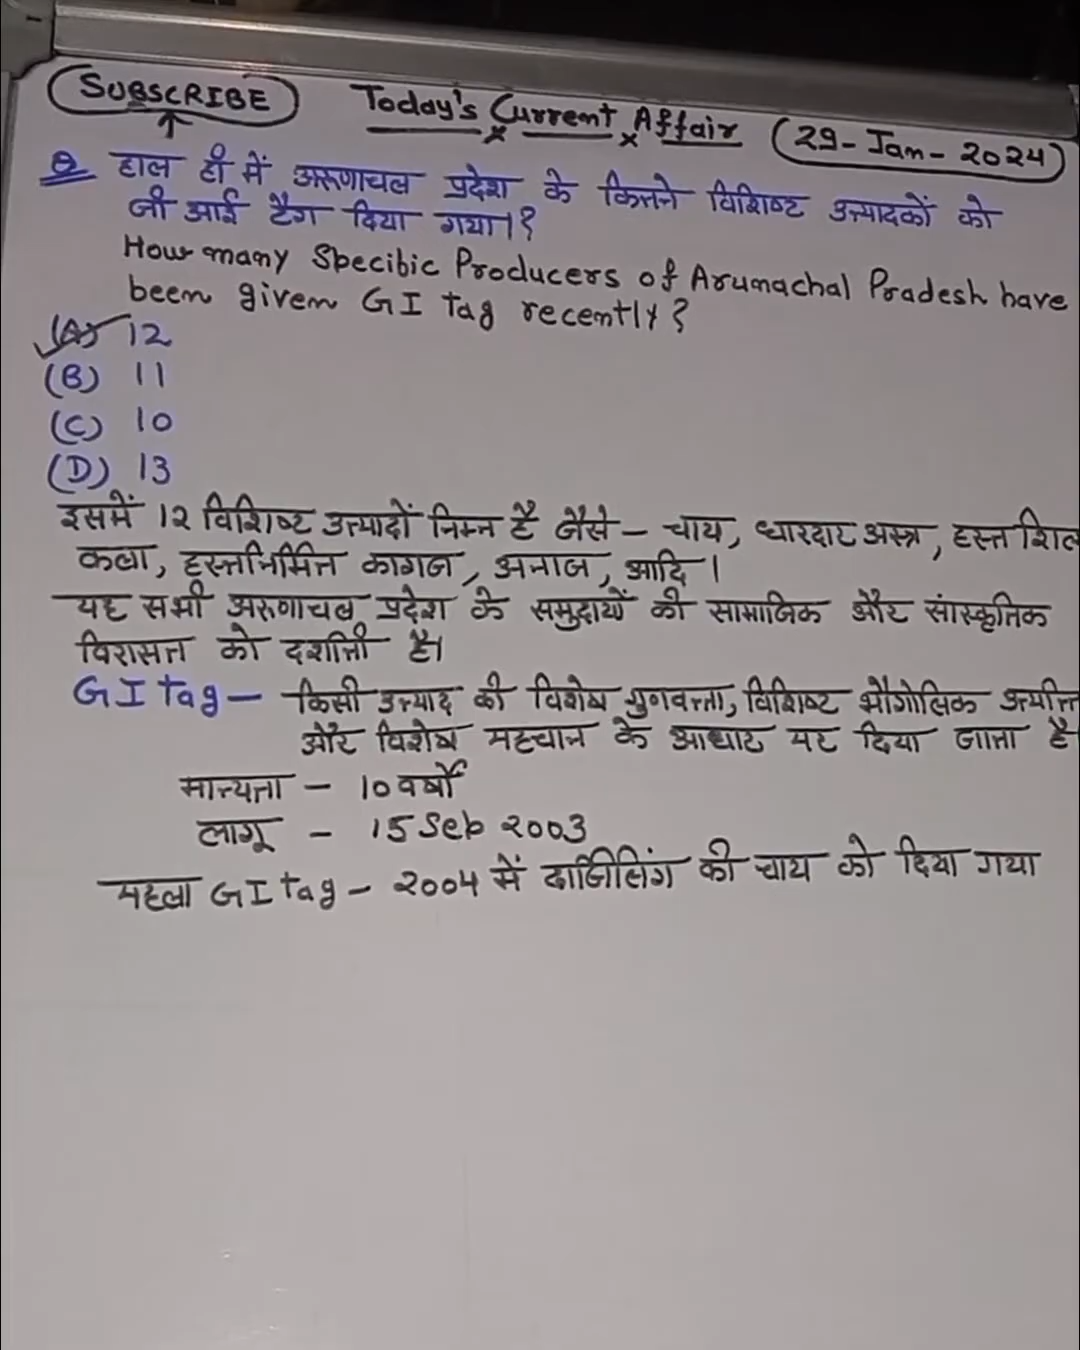 SUBSCRIBE Today's Current Affair (29-Jan-2024)
Q हाल ही में अरुणाचल प्रदेश के कितने विशिष्ट उत्पादकों को
जी आई टैग दिया गया।?
How many Specibic Producers of Arunachal Pradesh have
been given GI tag recently?
(A) 12
(B) 11
(C) 10
(D) 13
इसमें 12 विशिष्ट उत्पादों निम्न है जैसे - चाय, धारदार अस्त्र, हस्तशिल्प
कला, हस्तनिर्मित कागज, अनाज, आदि।
यह सभी अरुणाचल प्रदेश के समुदायों की सामाजिक और सांस्कृतिक
विरासत को दर्शाती है।
GI tag - किसी उत्पाद की विशेष गुणवत्ता, विशिष्ट भौगोलिक उत्पत्ति
और विशेष पहचान के आधार पर दिया जाता है
मान्यता - 10 वर्षों
लागू - 15 Seb 2003
पहला GI tag - 2004 में दार्जिलिंग की चाय को दिया गया